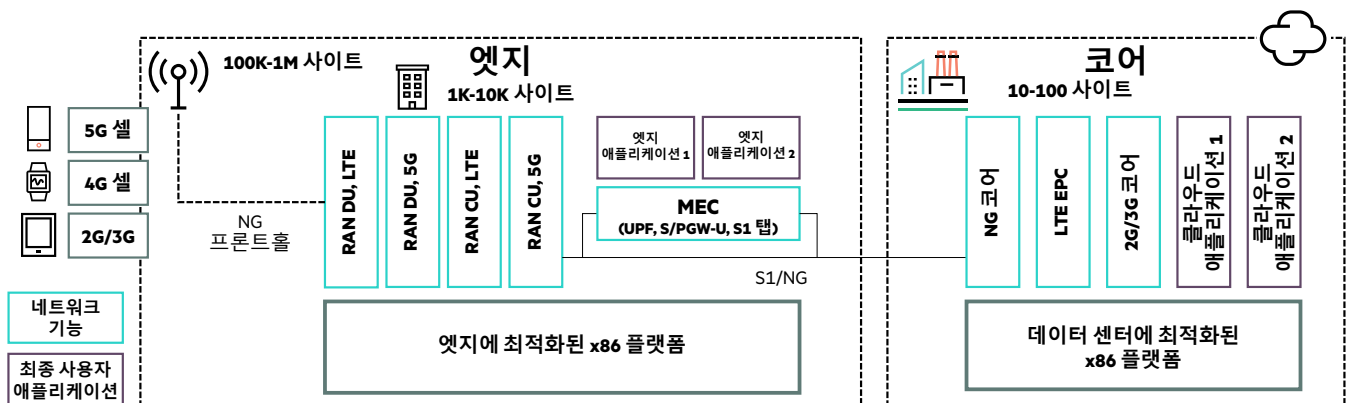 100K-1M 사이트
엣지
1K-10K 사이트
코어
10-100 사이트
5G 셀
4G 셀
2G/3G
NG
프론트홀
RAN DU, LTE
RAN DU, 5G
RAN CU, LTE
RAN CU, 5G
엣지
애플리케이션 1
엣지
애플리케이션 2
MEC
(UPF, S/PGW-U, S1 탭)
S1/NG
NG 코어
LTE EPC
2G/3G 코어
클라우드
애플리케이션 1
클라우드
애플리케이션 2
네트워크
기능
최종 사용자
애플리케이션
엣지에 최적화된 x86 플랫폼
데이터 센터에 최적화된
x86 플랫폼